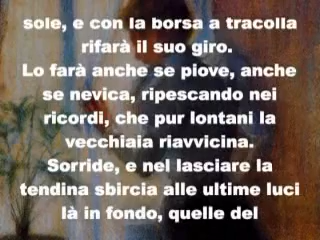 sole, e con la borsa a tracolla
rifarà il suo giro.
Lo farà anche se piove, anche
se nevica, ripescando nei
ricordi, che pur lontani la
vecchiaia riavvicina.
Sorride, e nel lasciare la
tendina sbircia alle ultime luci
là in fondo, quelle del